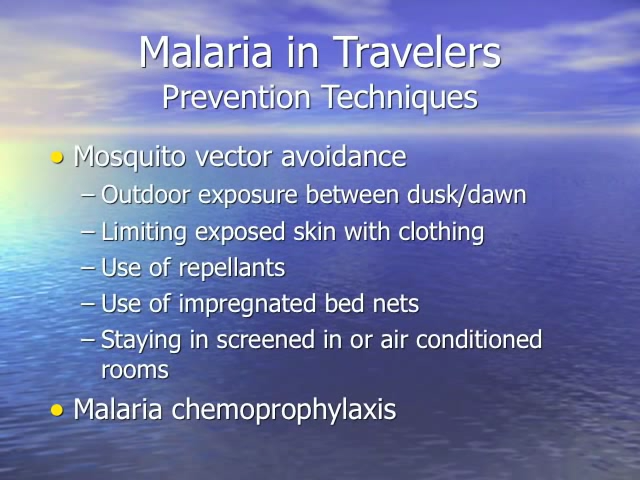 Malaria in Travelers
Prevention Techniques
• Mosquito vector avoidance
– Outdoor exposure between dusk/dawn
– Limiting exposed skin with clothing
– Use of repellants
– Use of impregnated bed nets
– Staying in screened in or air conditioned
rooms
• Malaria chemoprophylaxis